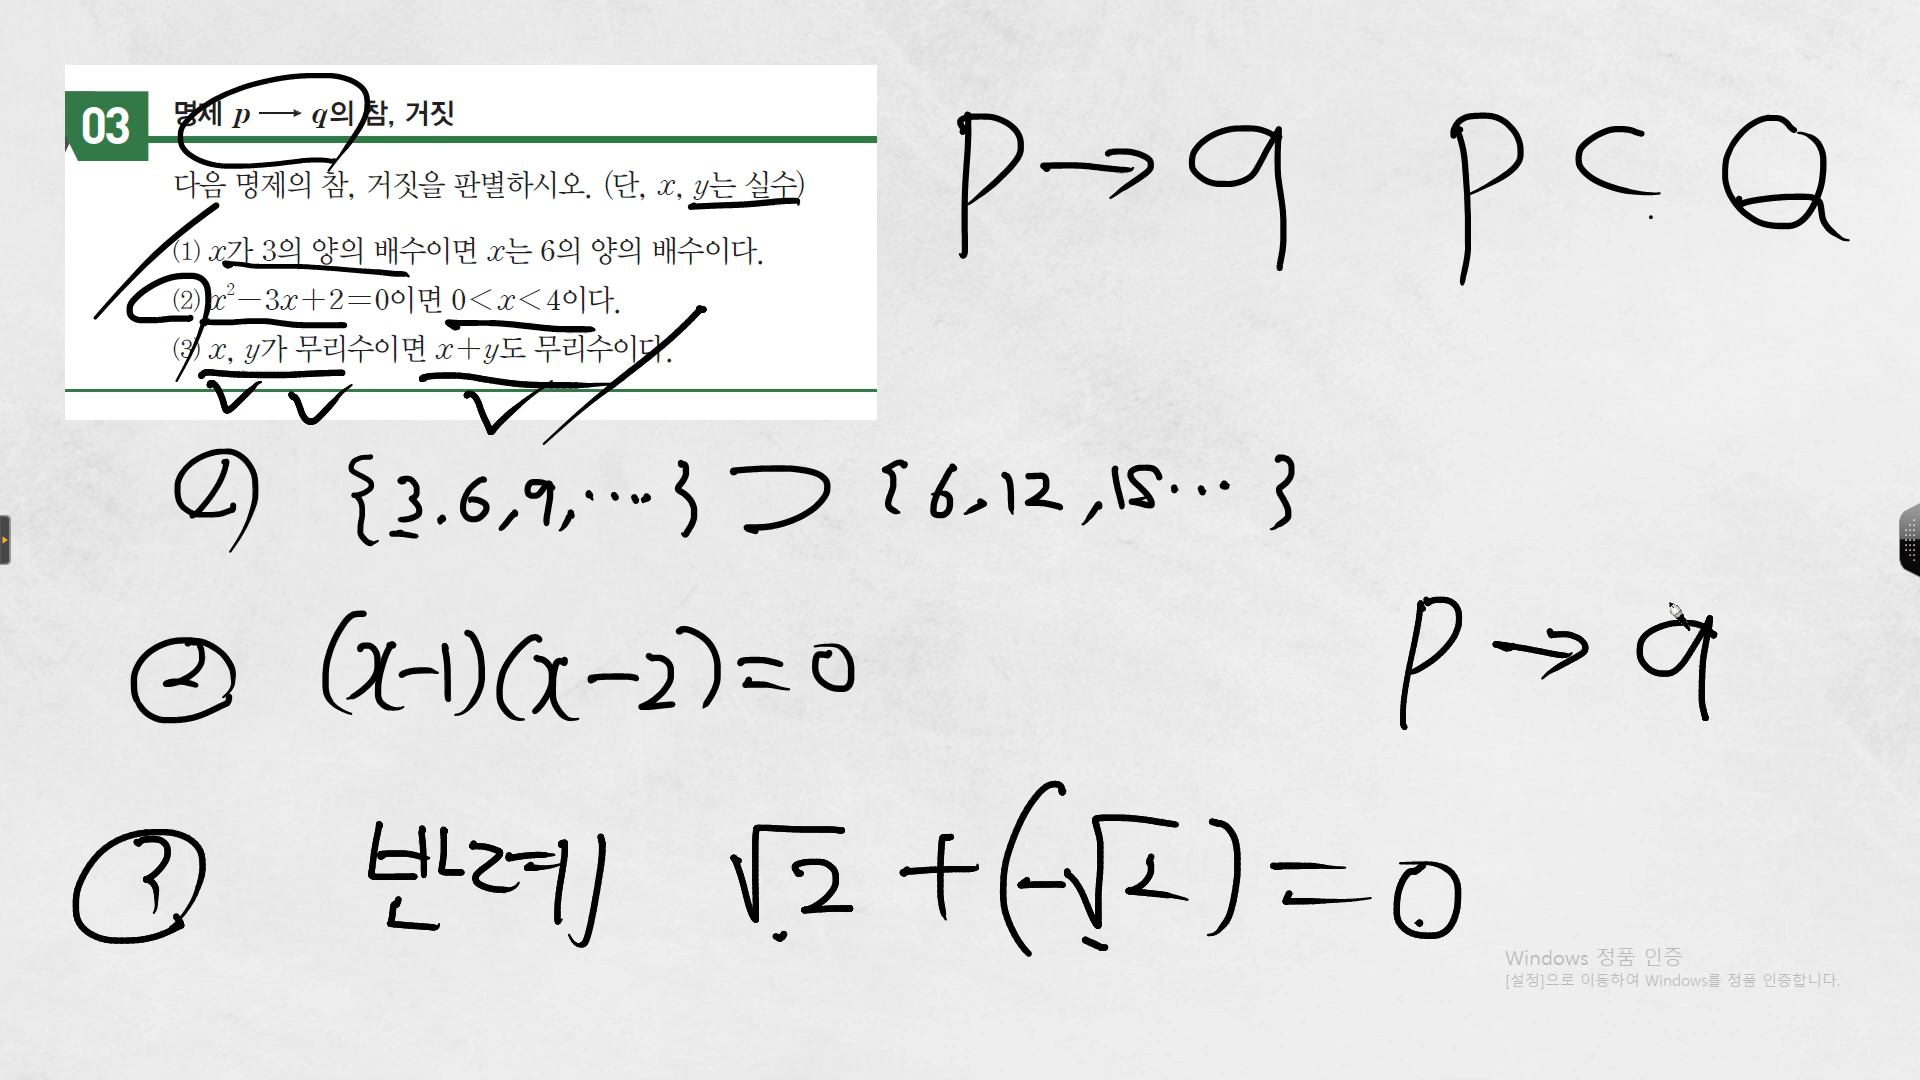 03
명제 p → q의 참, 거짓
다음 명제의 참, 거짓을 판별하시오. (단, x, y는 실수)
(1) x가 3의 양의 배수이면 x는 6의 양의 배수이다.
(2) x²-3x+2=0이면 0<x<4이다.
(3) x, y가 무리수이면 x+y도 무리수이다.
p → q P ⊂ Q
① {3.6,9,····} ⊃ {6.12,18··· }
② (x-1)(x-2)=0
p → q
③ 반례 √2 + (-√2) = 0
Windows 정품 인증
[설정]으로 이동하여 Windows를 정품 인증합니다.